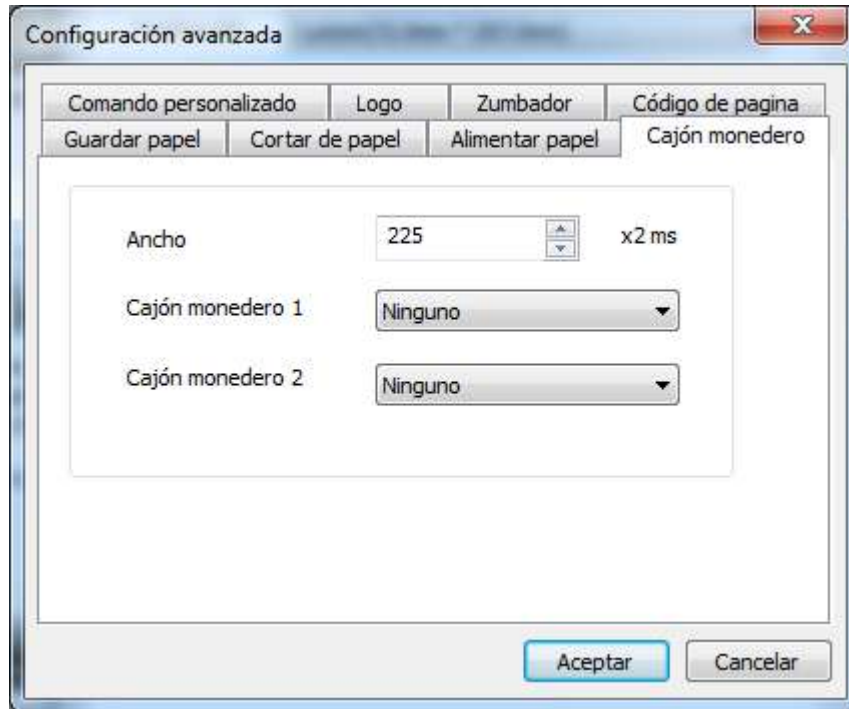 Configuración avanzada
Comando personalizado Logo Zumbador Código de pagina
Guardar papel Cortar de papel Alimentar papel Cajón monedero
Ancho 225 x2 ms
Cajón monedero 1 Ninguno
Cajón monedero 2 Ninguno
Aceptar Cancelar